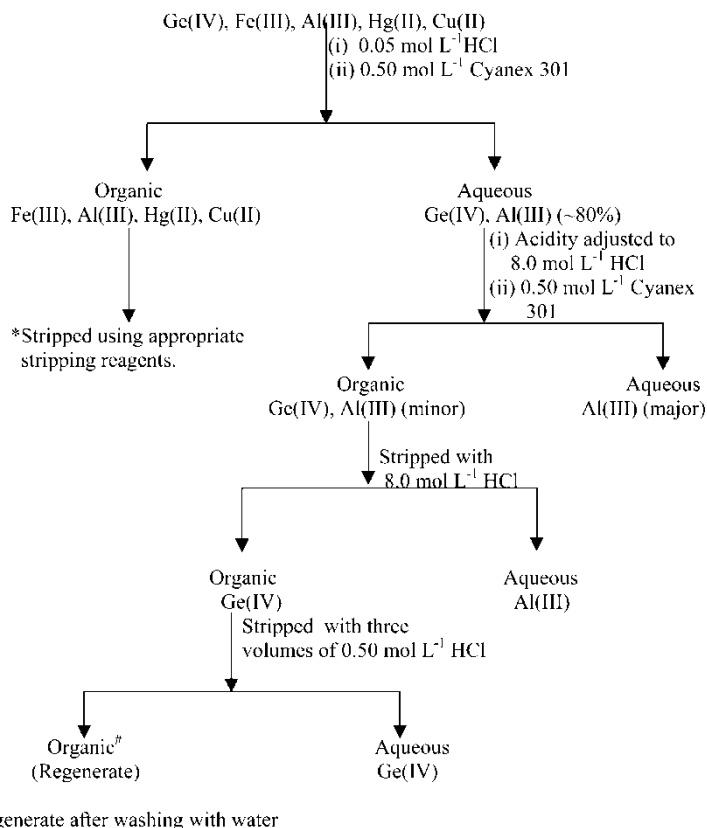 Ge(IV), Fe(III), Al(III), Hg(II), Cu(II)
(i) 0.05 mol L⁻¹HCl
(ii) 0.50 mol L⁻¹ Cyanex 301
Organic
Fe(III), Al(III), Hg(II), Cu(II)
Aqueous
Ge(IV), Al(III) (~80%)
(i) Acidity adjusted to
8.0 mol L⁻¹ HCl
(ii) 0.50 mol L⁻¹ Cyanex
301
*Stripped using appropriate
stripping reagents.
Organic
Ge(IV), Al(III) (minor)
Aqueous
Al(III) (major)
Stripped with
8.0 mol L⁻¹ HCl
Organic
Ge(IV)
Aqueous
Al(III)
Stripped with three
volumes of 0.50 mol L⁻¹ HCl
Organic#
(Regenerate)
Aqueous
Ge(IV)
generate after washing with water